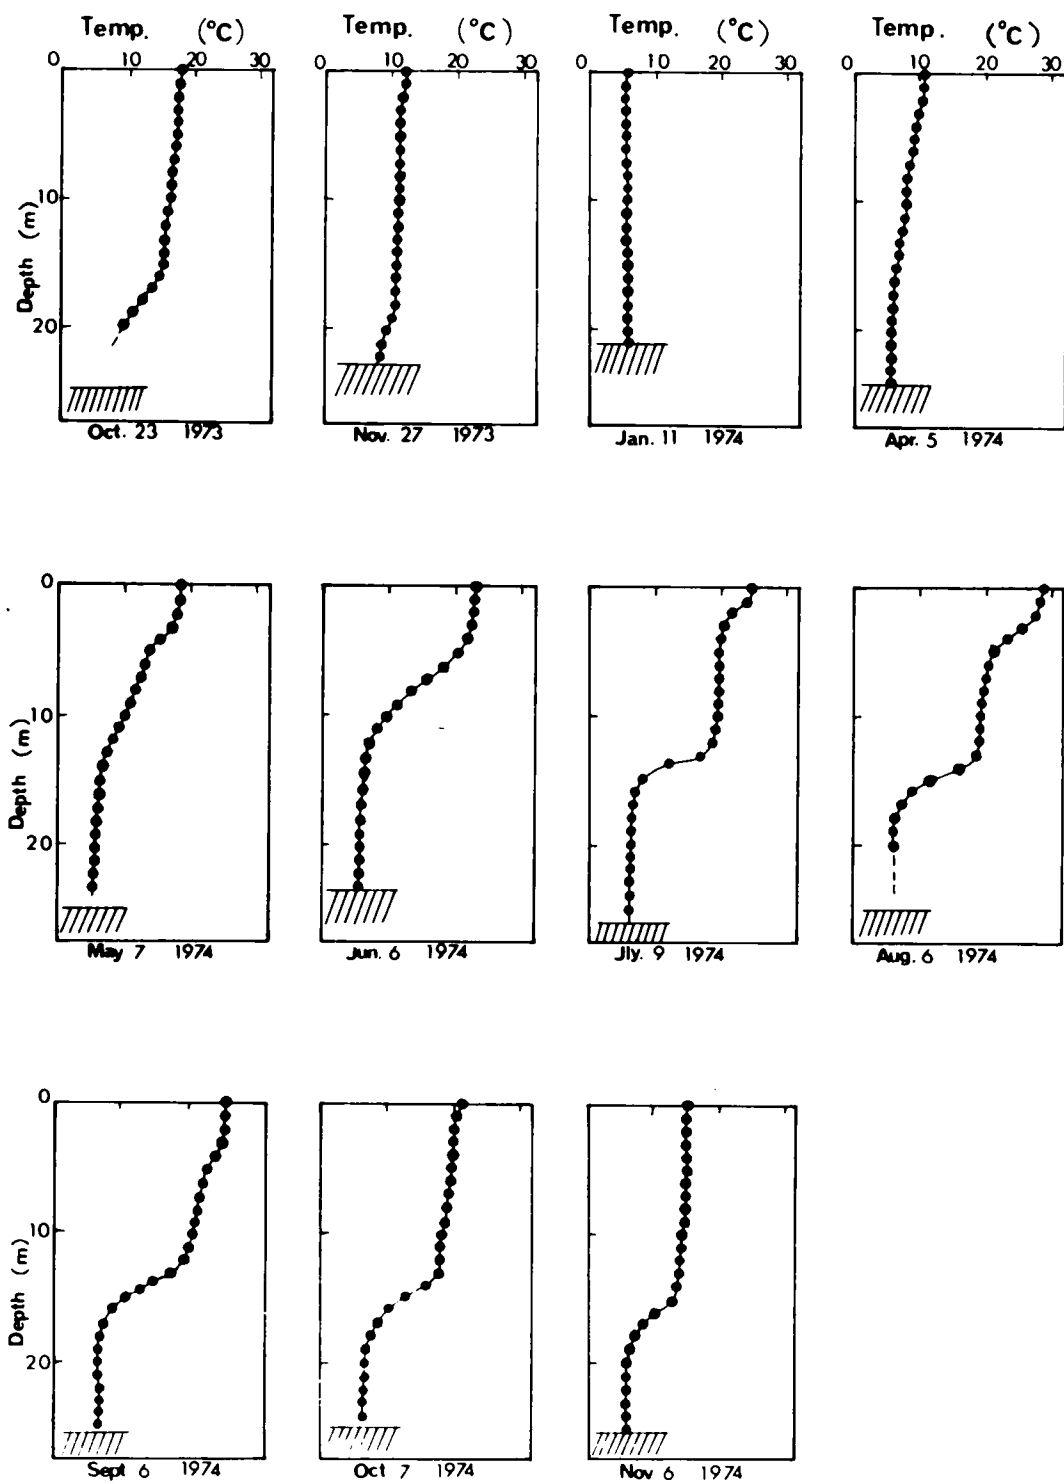 Temp. (°C) Temp. (°C) Temp. (°C) Temp. (°C)
0 10 20 30 0 10 20 30 0 10 20 30 0 10 20 30
10
20
Depth (m)
Oct. 23 1973 Nov. 27 1973 Jan. 11 1974 Apr. 5 1974
0
10
20
Depth (m)
May 7 1974 Jun. 6 1974 Jly. 9 1974 Aug. 6 1974
0
10
20
Depth (m)
Sept 6 1974 Oct 7 1974 Nov 6 1974